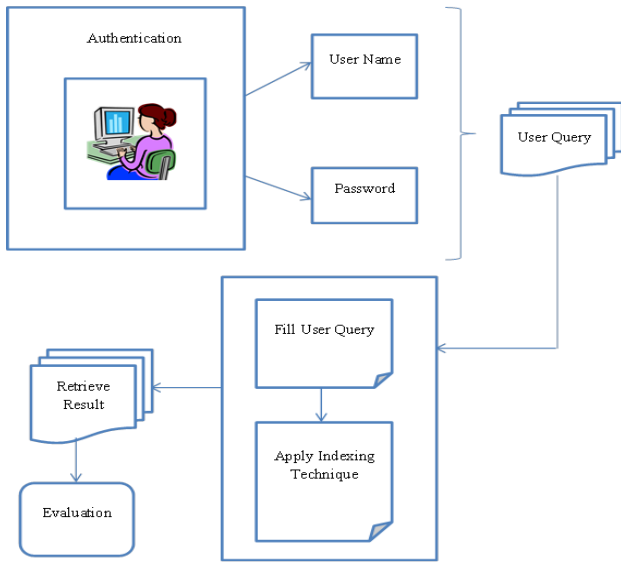 Authentication
User Name
Password
User Query
Fill User Query
Apply Indexing
Technique
Retrieve
Result
Evaluation